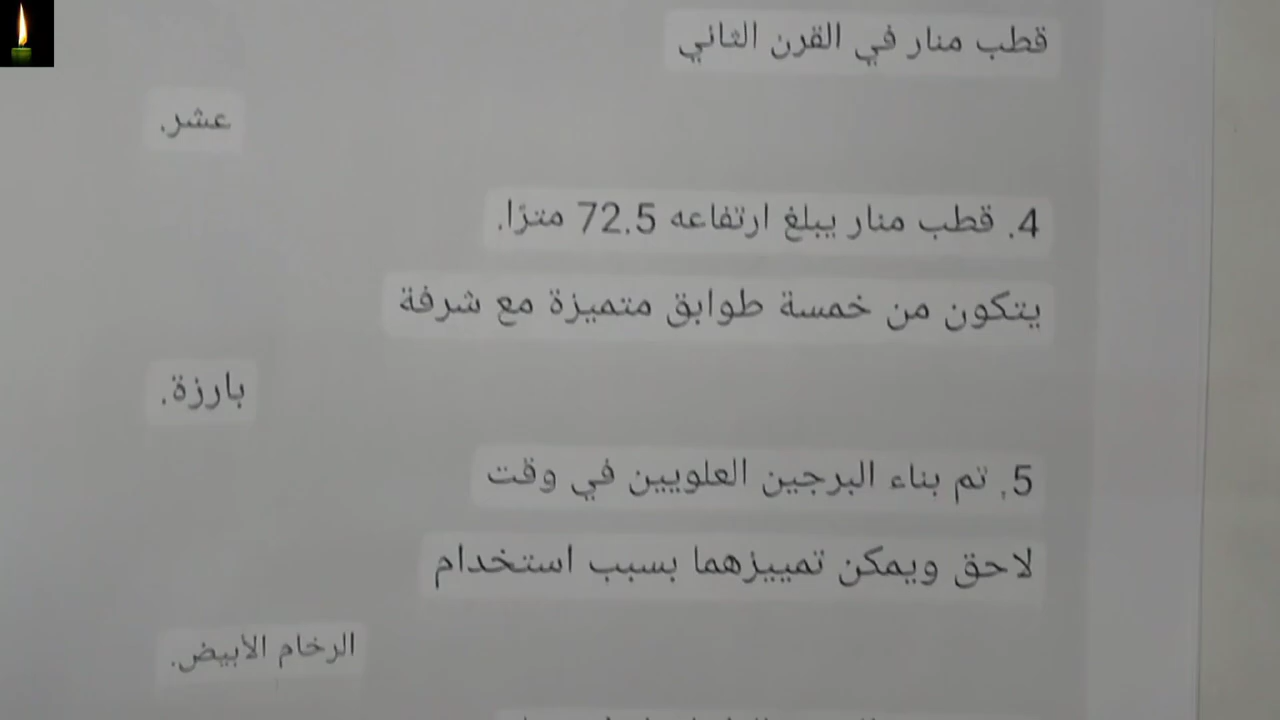 قطب منار في القرن الثاني
عشر.
4. قطب منار يبلغ ارتفاعه 72.5 مترًا.
يتكون من خمسة طوابق متميزة مع شرفة
بارزة.
5. تم بناء البرجين العلويين في وقت
لاحق ويمكن تمييزهما بسبب استخدام
الرخام الأبيض.